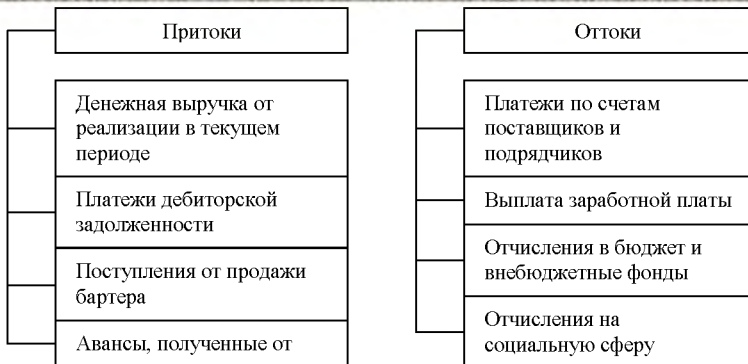 Притоки
Денежная выручка от
реализации в текущем
периоде
Платежи дебиторской
задолженности
Поступления от продажи
бартера
Авансы, полученные от
Оттоки
Платежи по счетам
поставщиков и
подрядчиков
Выплата заработной платы
Отчисления в бюджет и
внебюджетные фонды
Отчисления на
социальную сферу